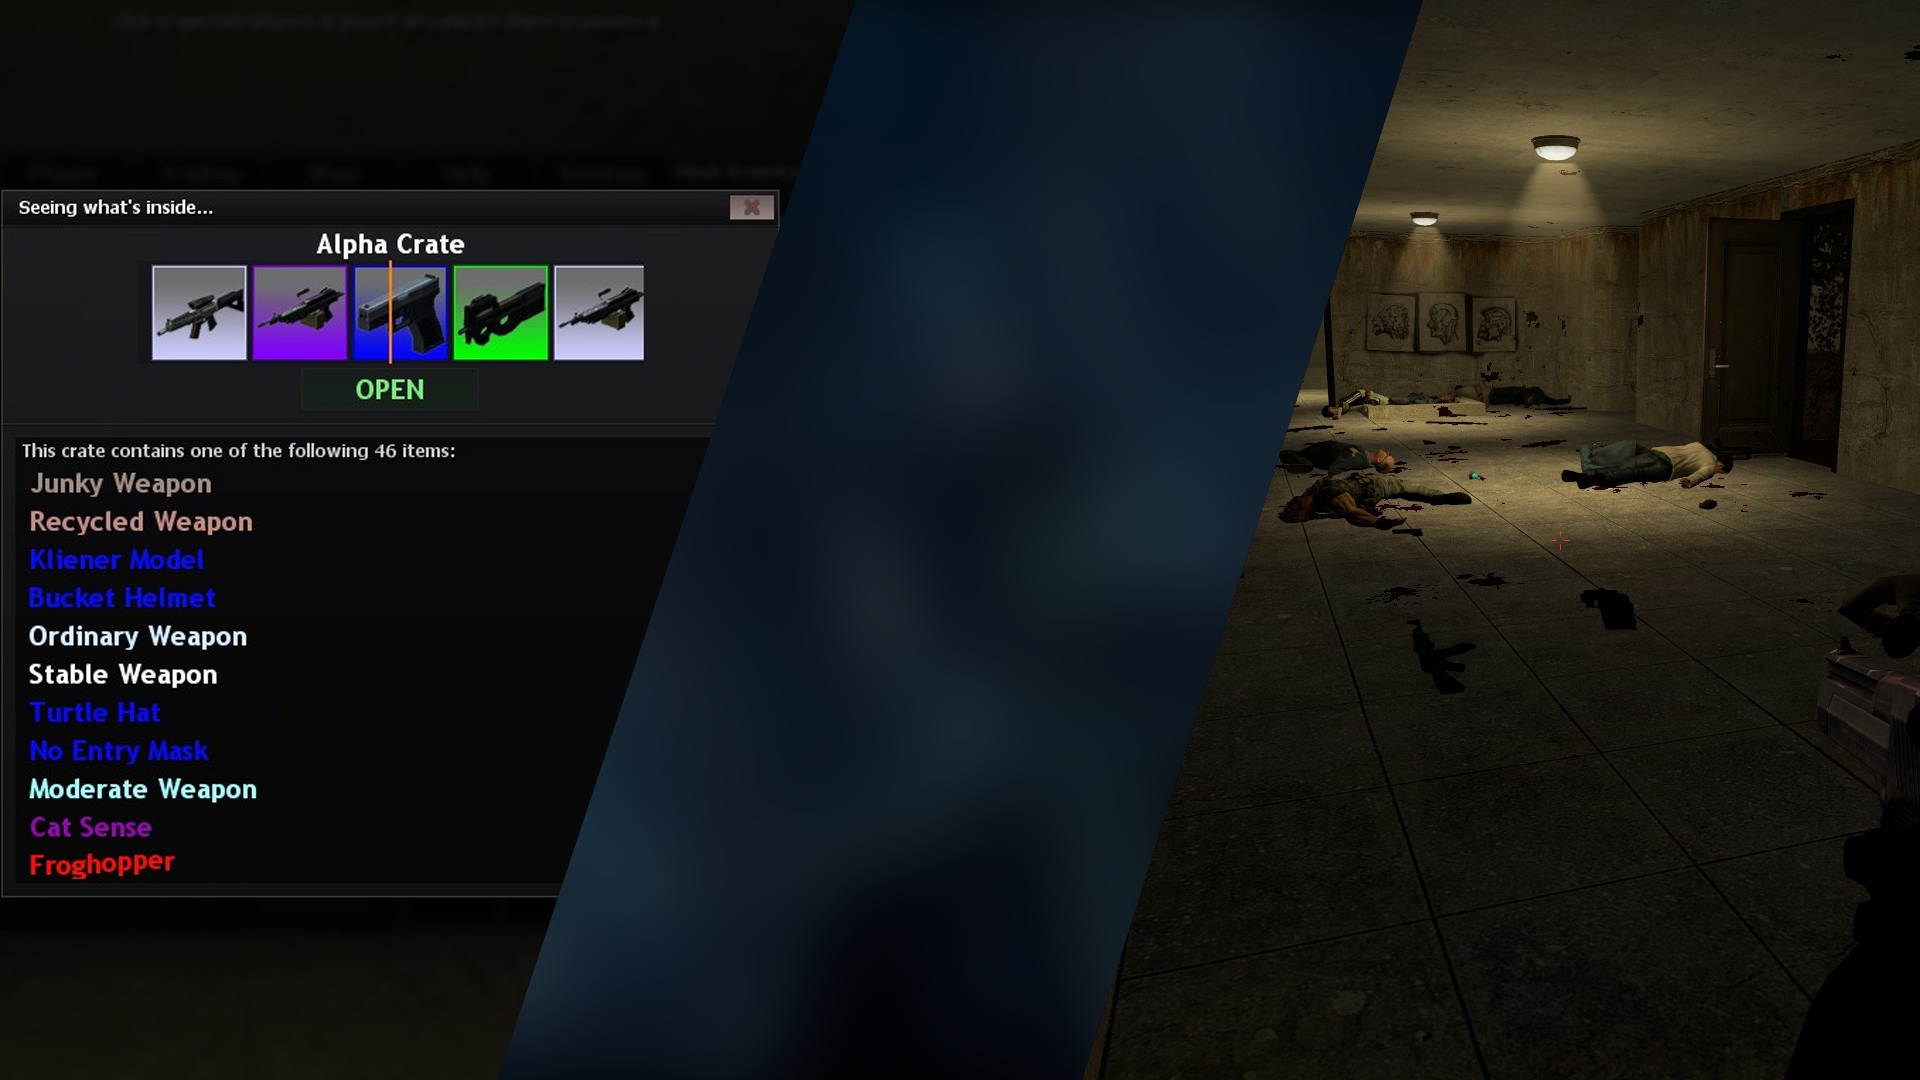 Seeing what's inside...
Alpha Crate
OPEN
This crate contains one of the following 46 items:
Junky Weapon
Recycled Weapon
Kliener Model
Bucket Helmet
Ordinary Weapon
Stable Weapon
Turtle Hat
No Entry Mask
Moderate Weapon
Cat Sense
Froghopper